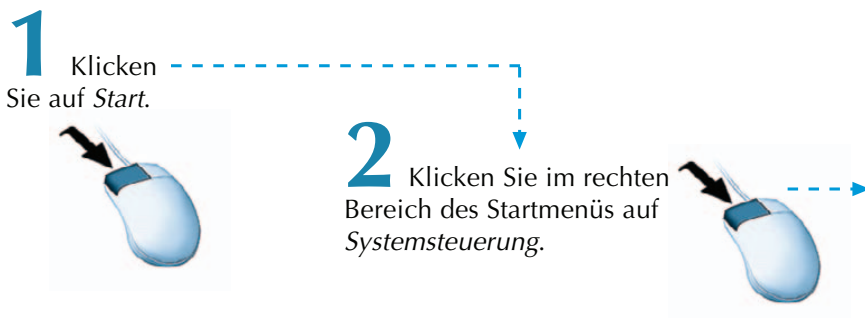 1 Klicken
Sie auf Start.
2 Klicken Sie im rechten
Bereich des Startmenüs auf
Systemsteuerung.